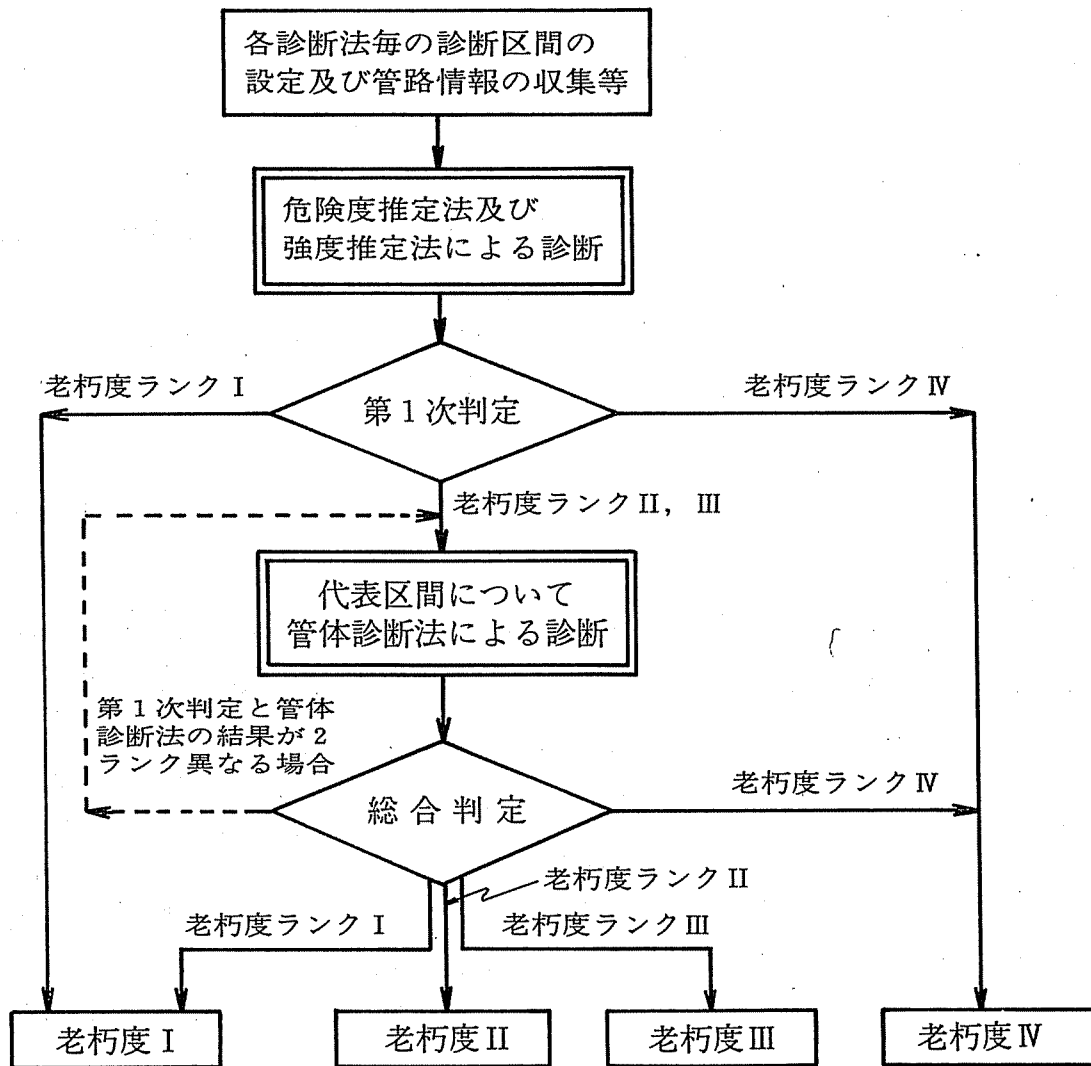 各診断法毎の診断区間の
設定及び管路情報の収集等
危険度推定法及び
強度推定法による診断
老朽度ランクⅠ
老朽度ランクⅣ
第1次判定
老朽度ランクⅡ，Ⅲ
代表区間について
管体診断法による診断
第1次判定と管体
診断法の結果が2
ランク異なる場合
老朽度ランクⅣ
総合判定
老朽度ランクⅡ
老朽度ランクⅠ
老朽度ランクⅢ
老朽度Ⅰ
老朽度Ⅱ
老朽度Ⅲ
老朽度Ⅳ